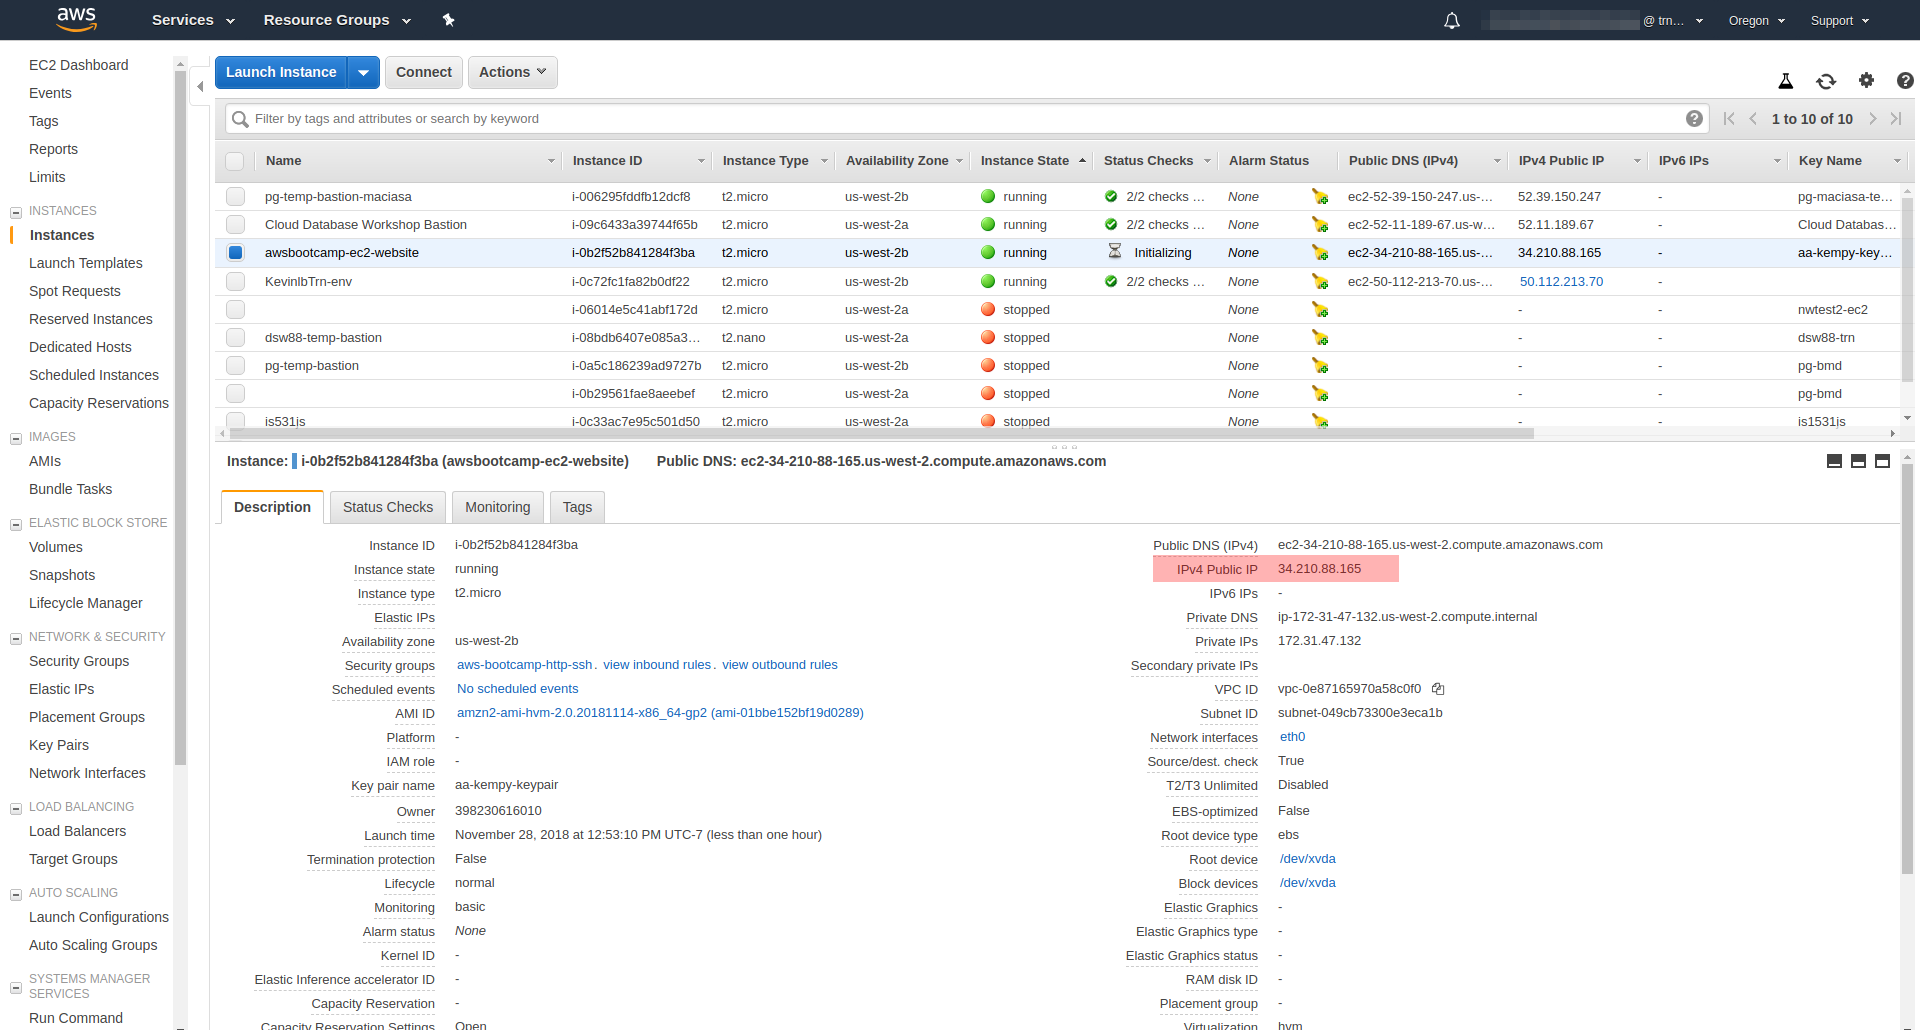 aws Services Resource Groups @ trn... Oregon Support
EC2 Dashboard
Events
Tags
Reports
Limits
INSTANCES
Instances
Launch Templates
Spot Requests
Reserved Instances
Dedicated Hosts
Scheduled Instances
Capacity Reservations
IMAGES
AMIs
Bundle Tasks
ELASTIC BLOCK STORE
Volumes
Snapshots
Lifecycle Manager
NETWORK & SECURITY
Security Groups
Elastic IPs
Placement Groups
Key Pairs
Network Interfaces
LOAD BALANCING
Load Balancers
Target Groups
AUTO SCALING
Launch Configurations
Auto Scaling Groups
SYSTEMS MANAGER
SERVICES
Run Command
Launch Instance Connect Actions
Filter by tags and attributes or search by keyword 1 to 10 of 10
Name Instance ID Instance Type Availability Zone Instance State Status Checks Alarm Status Public DNS (IPv4) IPv4 Public IP IPv6 IPs Key Name
pg-temp-bastion-maciasa i-006295fddfb12dcf8 t2.micro us-west-2b running 2/2 checks ... None ec2-52-39-150-247.us-... 52.39.150.247 - pg-maciasa-te...
Cloud Database Workshop Bastion i-09c6433a39744f65b t2.micro us-west-2a running 2/2 checks ... None ec2-52-11-189-67.us-w... 52.11.189.67 - Cloud Databas...
awsbootcamp-ec2-website i-0b2f52b841284f3ba t2.micro us-west-2b running Initializing None ec2-34-210-88-165.us-... 34.210.88.165 - aa-kempy-key...
KevinlbTrn-env i-0c72fc1fa82b0df22 t2.micro us-west-2b running 2/2 checks ... None ec2-50-112-213-70.us-... 50.112.213.70 -
i-06014e5c41abf172d t2.micro us-west-2a stopped None - - nwtest2-ec2
dsw88-temp-bastion i-08bdb6407e085a3... t2.nano us-west-2a stopped None - - dsw88-trn
pg-temp-bastion i-0a5c186239ad9727b t2.micro us-west-2b stopped None - - pg-bmd
i-0b29561fae8aeebef t2.micro us-west-2a stopped None - - pg-bmd
is531js i-0c33ac7e95c501d50 t2.micro us-west-2a stopped None - - is1531js
Instance: i-0b2f52b841284f3ba (awsbootcamp-ec2-website) Public DNS: ec2-34-210-88-165.us-west-2.compute.amazonaws.com
Description Status Checks Monitoring Tags
Instance ID i-0b2f52b841284f3ba
Instance state running
Instance type t2.micro
Elastic IPs
Availability zone us-west-2b
Security groups aws-bootcamp-http-ssh. view inbound rules. view outbound rules
Scheduled events No scheduled events
AMI ID amzn2-ami-hvm-2.0.20181114-x86_64-gp2 (ami-01bbe152bf19d0289)
Platform -
IAM role -
Key pair name aa-kempy-keypair
Owner 398230616010
Launch time November 28, 2018 at 12:53:10 PM UTC-7 (less than one hour)
Termination protection False
Lifecycle normal
Monitoring basic
Alarm status None
Kernel ID -
Elastic Inference accelerator ID -
Capacity Reservation -
Capacity Reservation Settings Open
Public DNS (IPv4) ec2-34-210-88-165.us-west-2.compute.amazonaws.com
IPv4 Public IP 34.210.88.165
IPv6 IPs -
Private DNS ip-172-31-47-132.us-west-2.compute.internal
Private IPs 172.31.47.132
Secondary private IPs
VPC ID vpc-0e87165970a58c0f0
Subnet ID subnet-049cb73300e3eca1b
Network interfaces eth0
Source/dest. check True
T2/T3 Unlimited Disabled
EBS-optimized False
Root device type ebs
Root device /dev/xvda
Block devices /dev/xvda
Elastic Graphics -
Elastic Graphics type -
Elastic Graphics status -
RAM disk ID -
Placement group -
Virtualization hvm